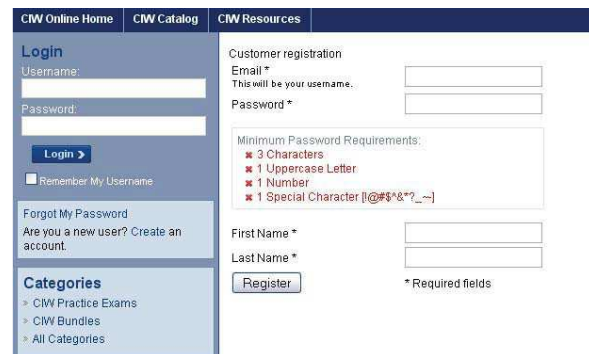 CIW Online Home CIW Catalog CIW Resources
Login
Username:
Password:
Login
Remember My Username
Forgot My Password
Are you a new user? Create an
account.
Categories
» CIW Practice Exams
» CIW Bundles
» All Categories
Customer registration
Email *
This will be your username.
Password *
Minimum Password Requirements:
✖ 3 Characters
✖ 1 Uppercase Letter
✖ 1 Number
✖ 1 Special Character [!@#$^&*?_~]
First Name *
Last Name *
Register * Required fields